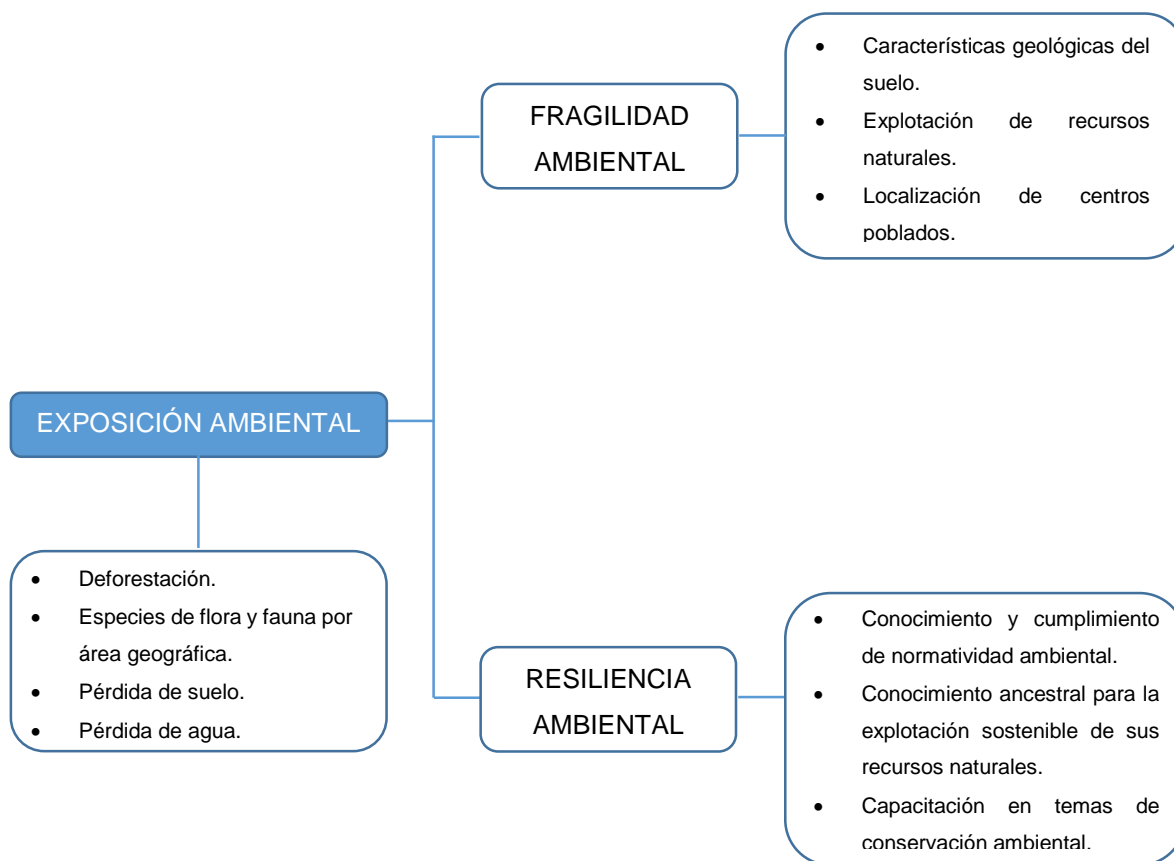 FRAGILIDAD
AMBIENTAL
• Características geológicas del
suelo.
• Explotación de recursos
naturales.
• Localización de centros
poblados.
EXPOSICIÓN AMBIENTAL
• Deforestación.
• Especies de flora y fauna por
área geográfica.
• Pérdida de suelo.
• Pérdida de agua.
RESILIENCIA
AMBIENTAL
• Conocimiento y cumplimiento
de normatividad ambiental.
• Conocimiento ancestral para la
explotación sostenible de sus
recursos naturales.
• Capacitación en temas de
conservación ambiental.